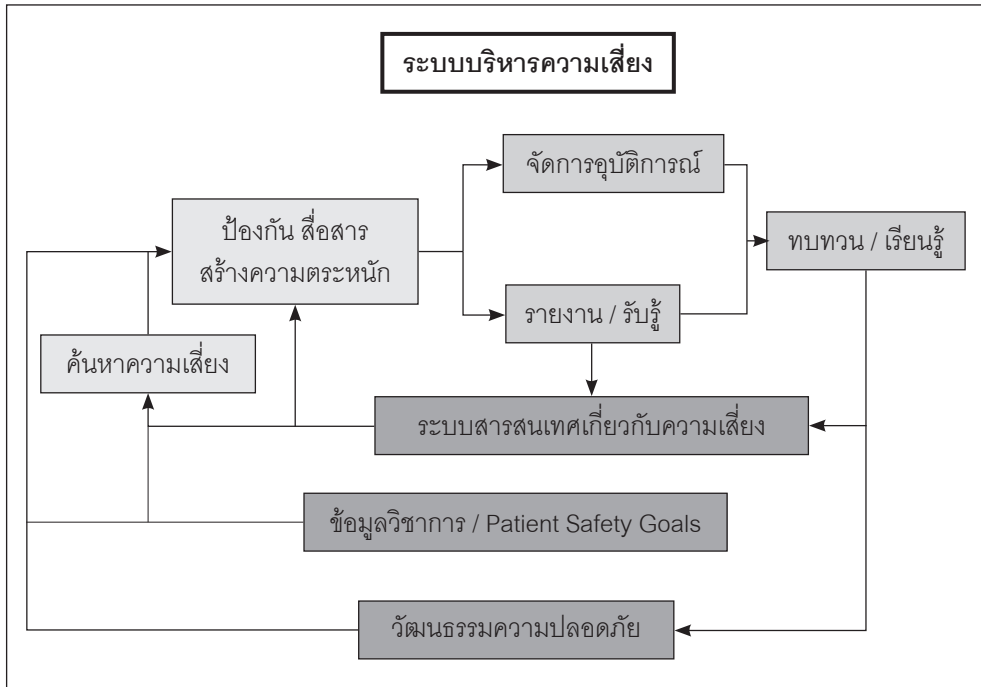 ระบบบริหารความเสี่ยง
จัดการอุบัติการณ์
ป้องกัน สื่อสาร
สร้างความตระหนัก
ทบทวน / เรียนรู้
รายงาน / รับรู้
ค้นหาความเสี่ยง
ระบบสารสนเทศเกี่ยวกับความเสี่ยง
ข้อมูลวิชาการ / Patient Safety Goals
วัฒนธรรมความปลอดภัย